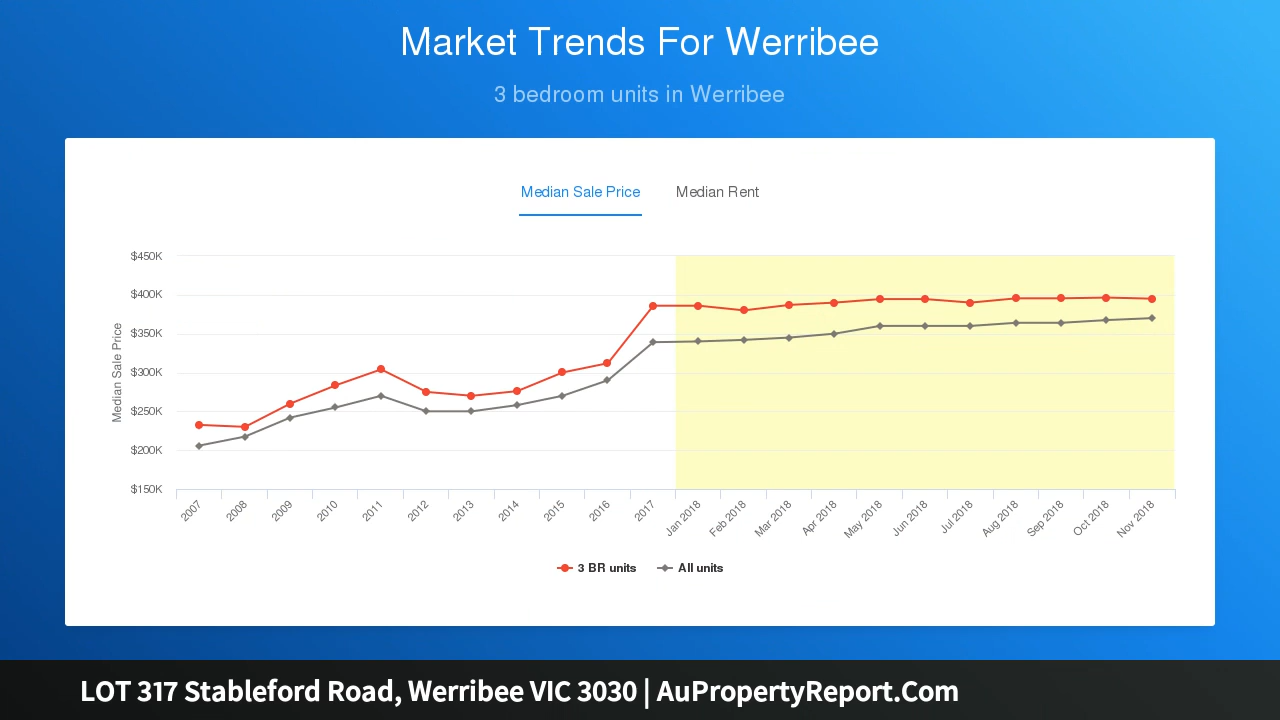 Market Trends For Werribee
3 bedroom units in Werribee
Median Sale Price Median Rent
$450K
$400K
$350K
$300K
$250K
$200K
$150K
Median Sale Price
2007 2008 2009 2010 2011 2012 2013 2014 2015 2016 2017 Jan 2018 Feb 2018 Mar 2018 Apr 2018 May 2018 Jun 2018 Jul 2018 Aug 2018 Sep 2018 Oct 2018 Nov 2018
3 BR units All units
LOT 317 Stableford Road, Werribee VIC 3030 | AuPropertyReport.Com